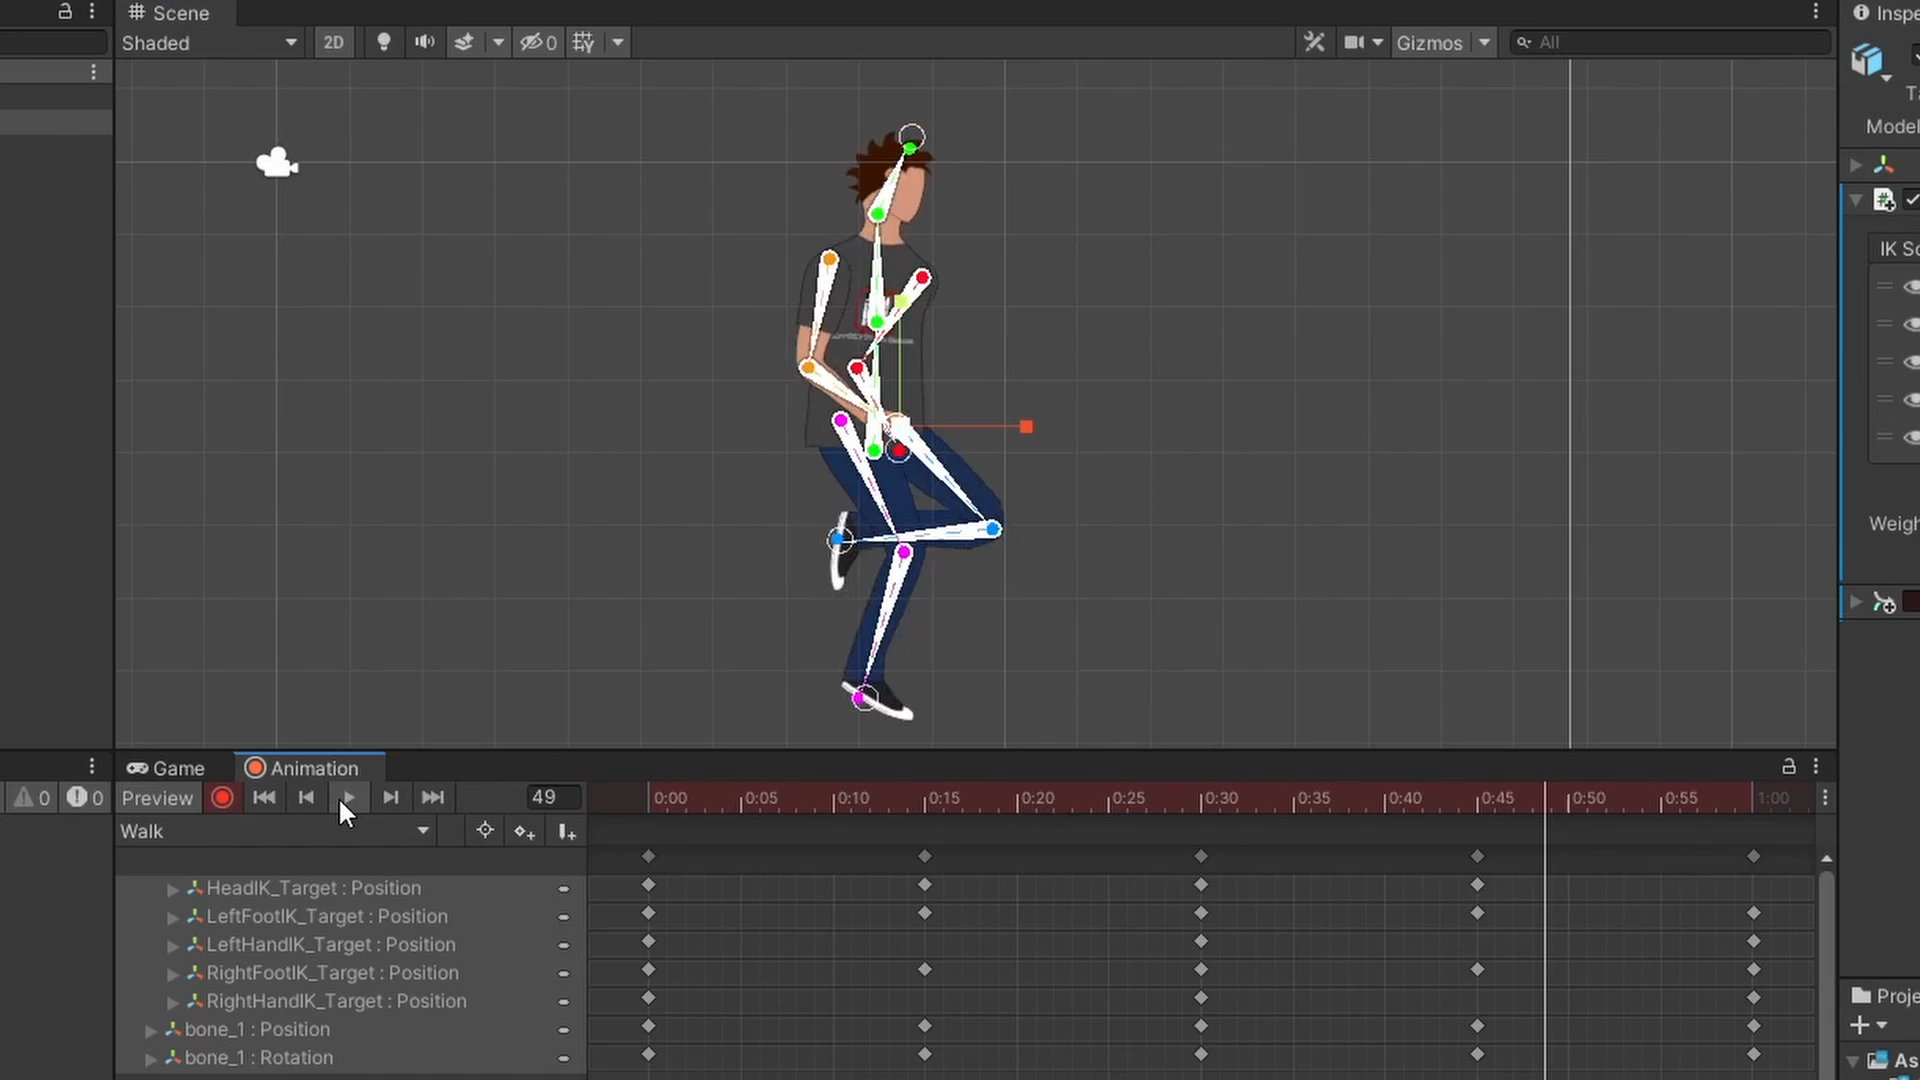 Scene
Inspe
Shaded
2D
0
Gizmos
All
Ta
Model
IK So
Weigh
Game
Animation
0
0
Preview
49
0:00
0:05
0:10
0:15
0:20
0:25
0:30
0:35
0:40
0:45
0:50
0:55
1:00
Walk
HeadIK_Target : Position
LeftFootIK_Target : Position
LeftHandIK_Target : Position
RightFootIK_Target : Position
RightHandIK_Target : Position
bone_1 : Position
bone_1 : Rotation
Proje
As